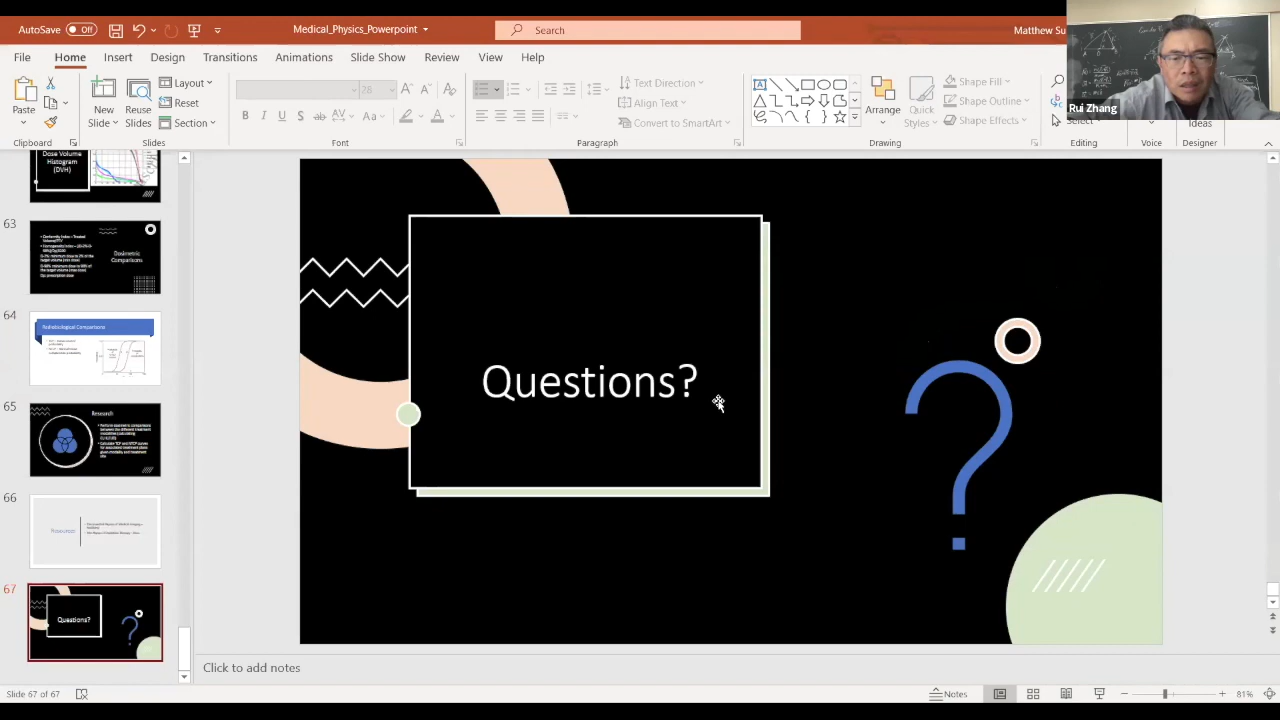 AutoSave Off
Medical_Physics_Powerpoint
Search
Matthew Su
File Home Insert Design Transitions Animations Slide Show Review View Help
Rui Zhang
Paste
New Slide
Reuse Slides
Layout
Reset
Section
28
Text Direction
Align Text
Convert to SmartArt
Arrange
Quick Styles
Shape Fill
Shape Outline
Shape Effects
Select
Ideas
Clipboard Slides Font Paragraph Drawing Editing Voice Designer
Dose Volume
Histogram
(DVH)
63
Dosimetric
Comparisons
64
Radiobiological Comparisons
65
Research
66
Resources
67
Questions?
Questions?
?
Click to add notes
Slide 67 of 67
Notes
81%